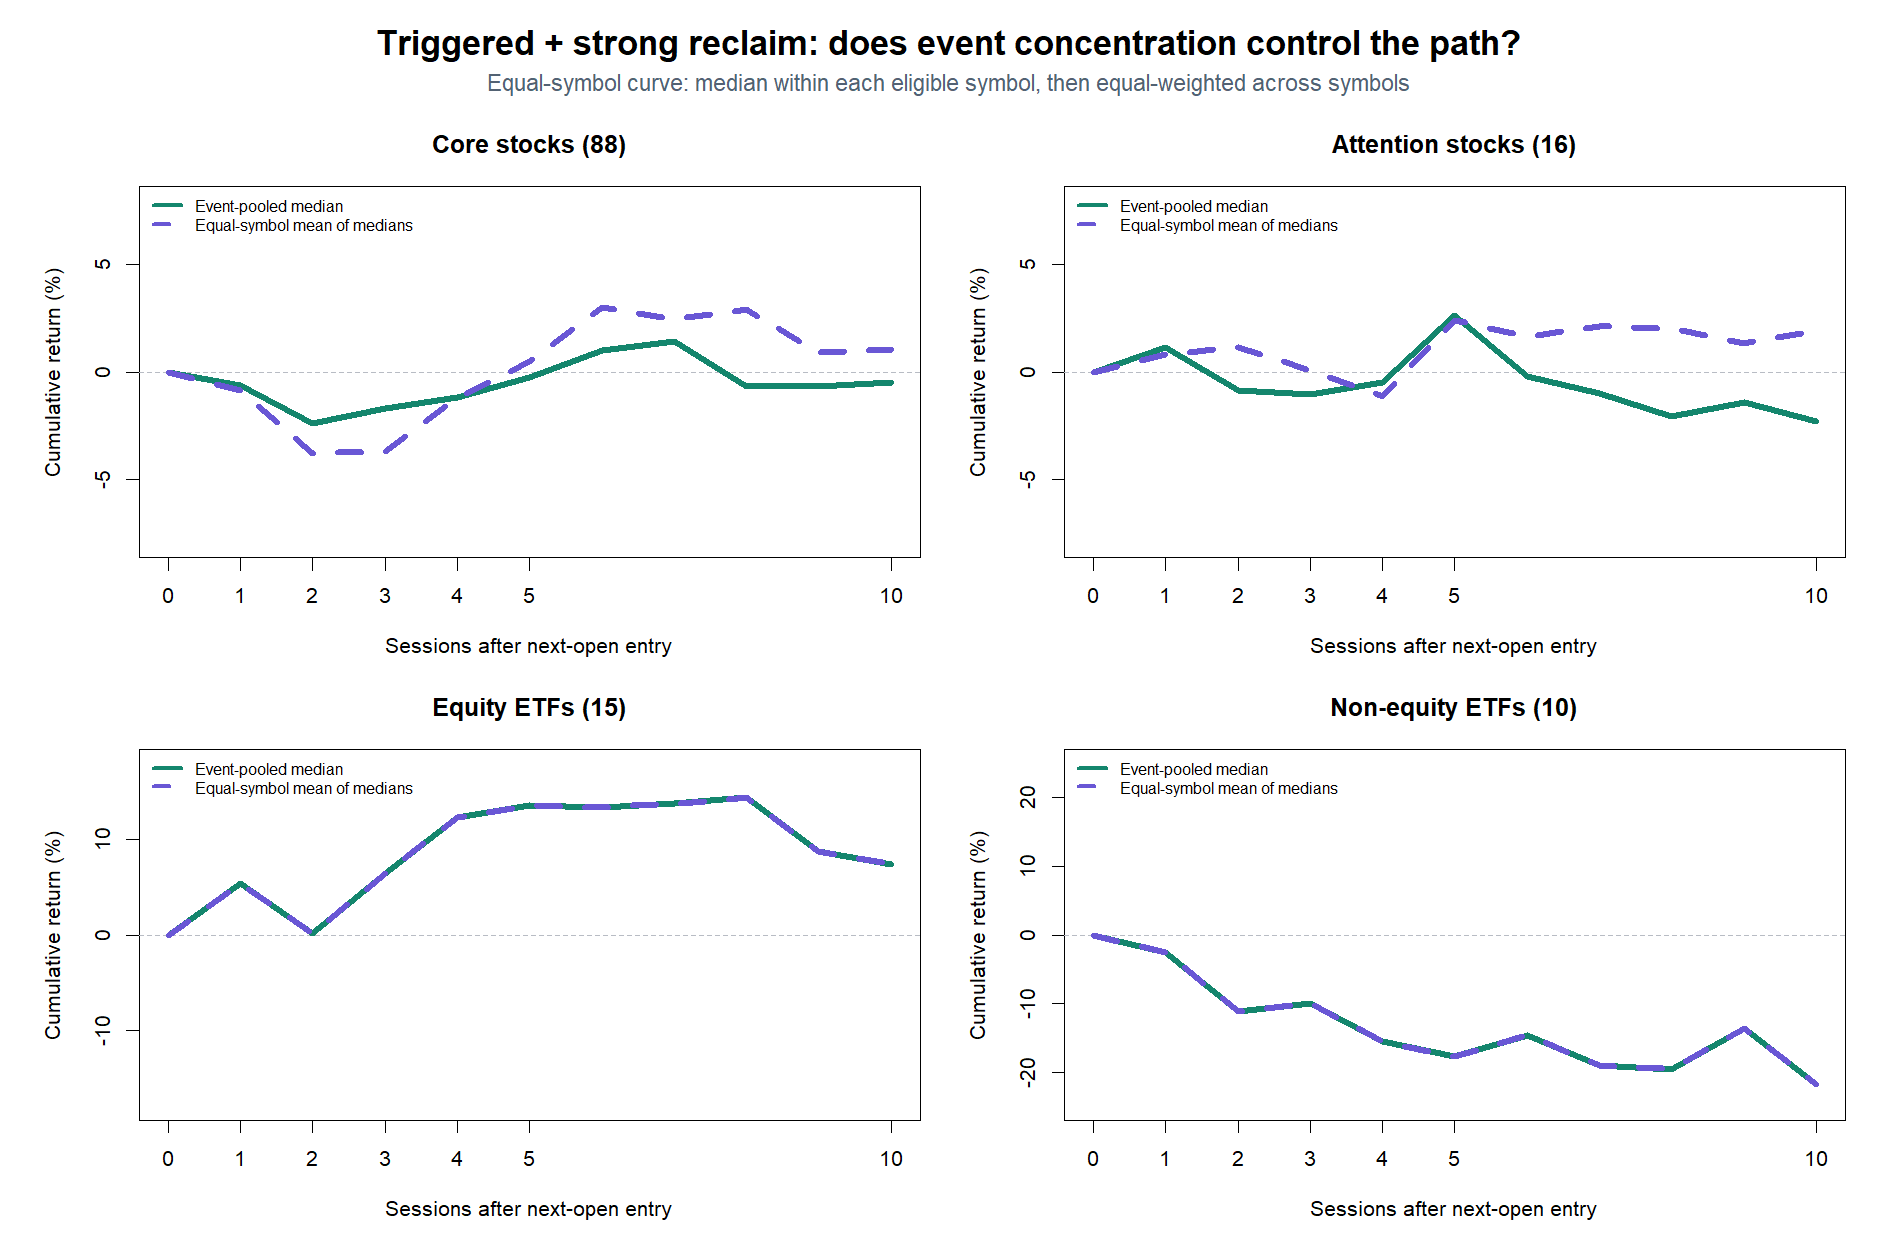 Triggered + strong reclaim: does event concentration control the path?
Equal-symbol curve: median within each eligible symbol, then equal-weighted across symbols
Core stocks (88)
Event-pooled median
Equal-symbol mean of medians
Cumulative return (%)
5
0
-5
0 1 2 3 4 5 10
Sessions after next-open entry
Attention stocks (16)
Event-pooled median
Equal-symbol mean of medians
Cumulative return (%)
5
0
-5
0 1 2 3 4 5 10
Sessions after next-open entry
Equity ETFs (15)
Event-pooled median
Equal-symbol mean of medians
Cumulative return (%)
10
0
-10
0 1 2 3 4 5 10
Sessions after next-open entry
Non-equity ETFs (10)
Event-pooled median
Equal-symbol mean of medians
Cumulative return (%)
20
10
0
-10
-20
0 1 2 3 4 5 10
Sessions after next-open entry